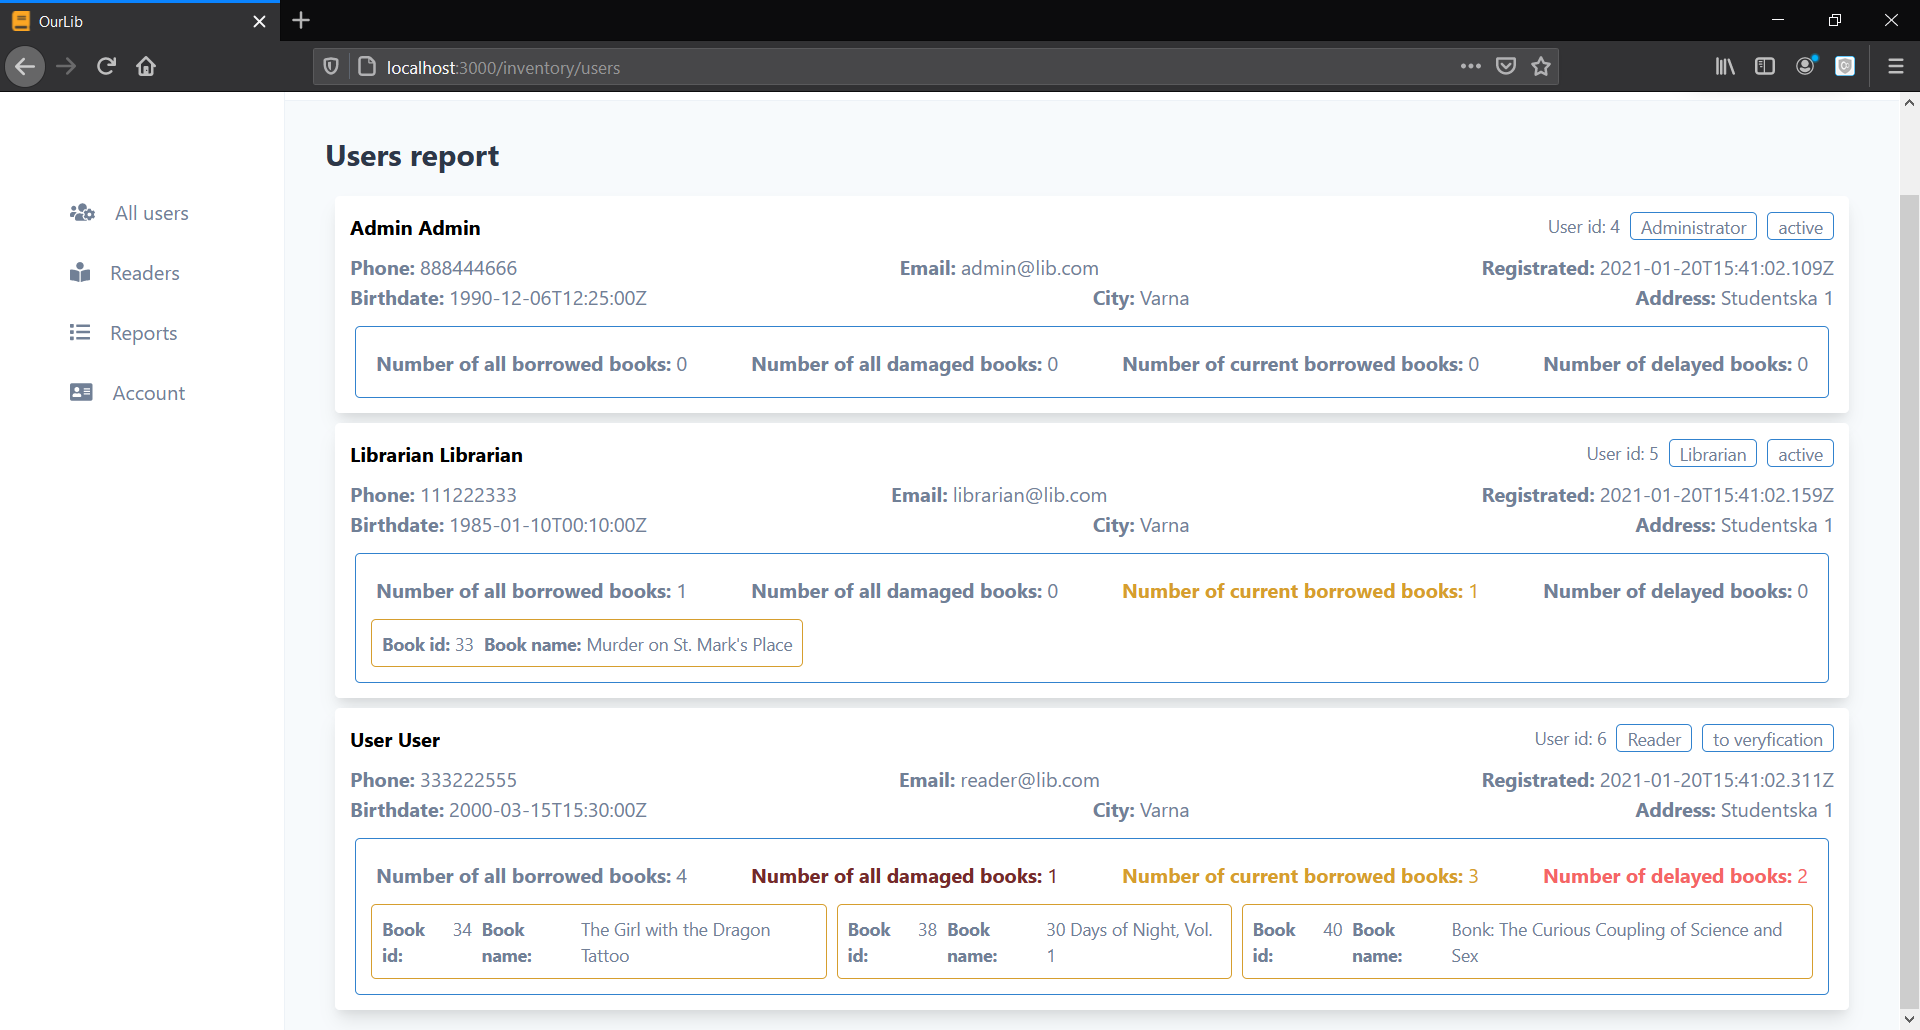 OurLib
localhost:3000/inventory/users
All users
Readers
Reports
Account
Users report
Admin Admin User id: 4 Administrator active
Phone: 888444666 Email: admin@lib.com Registrated: 2021-01-20T15:41:02.109Z
Birthdate: 1990-12-06T12:25:00Z City: Varna Address: Studentska 1
Number of all borrowed books: 0 Number of all damaged books: 0 Number of current borrowed books: 0 Number of delayed books: 0
Librarian Librarian User id: 5 Librarian active
Phone: 111222333 Email: librarian@lib.com Registrated: 2021-01-20T15:41:02.159Z
Birthdate: 1985-01-10T00:10:00Z City: Varna Address: Studentska 1
Number of all borrowed books: 1 Number of all damaged books: 0 Number of current borrowed books: 1 Number of delayed books: 0
Book id: 33 Book name: Murder on St. Mark's Place
User User User id: 6 Reader to veryfication
Phone: 333222555 Email: reader@lib.com Registrated: 2021-01-20T15:41:02.311Z
Birthdate: 2000-03-15T15:30:00Z City: Varna Address: Studentska 1
Number of all borrowed books: 4 Number of all damaged books: 1 Number of current borrowed books: 3 Number of delayed books: 2
Book 34 Book The Girl with the Dragon
id: name: Tattoo
Book 38 Book 30 Days of Night, Vol.
id: name: 1
Book 40 Book Bonk: The Curious Coupling of Science and
id: name: Sex